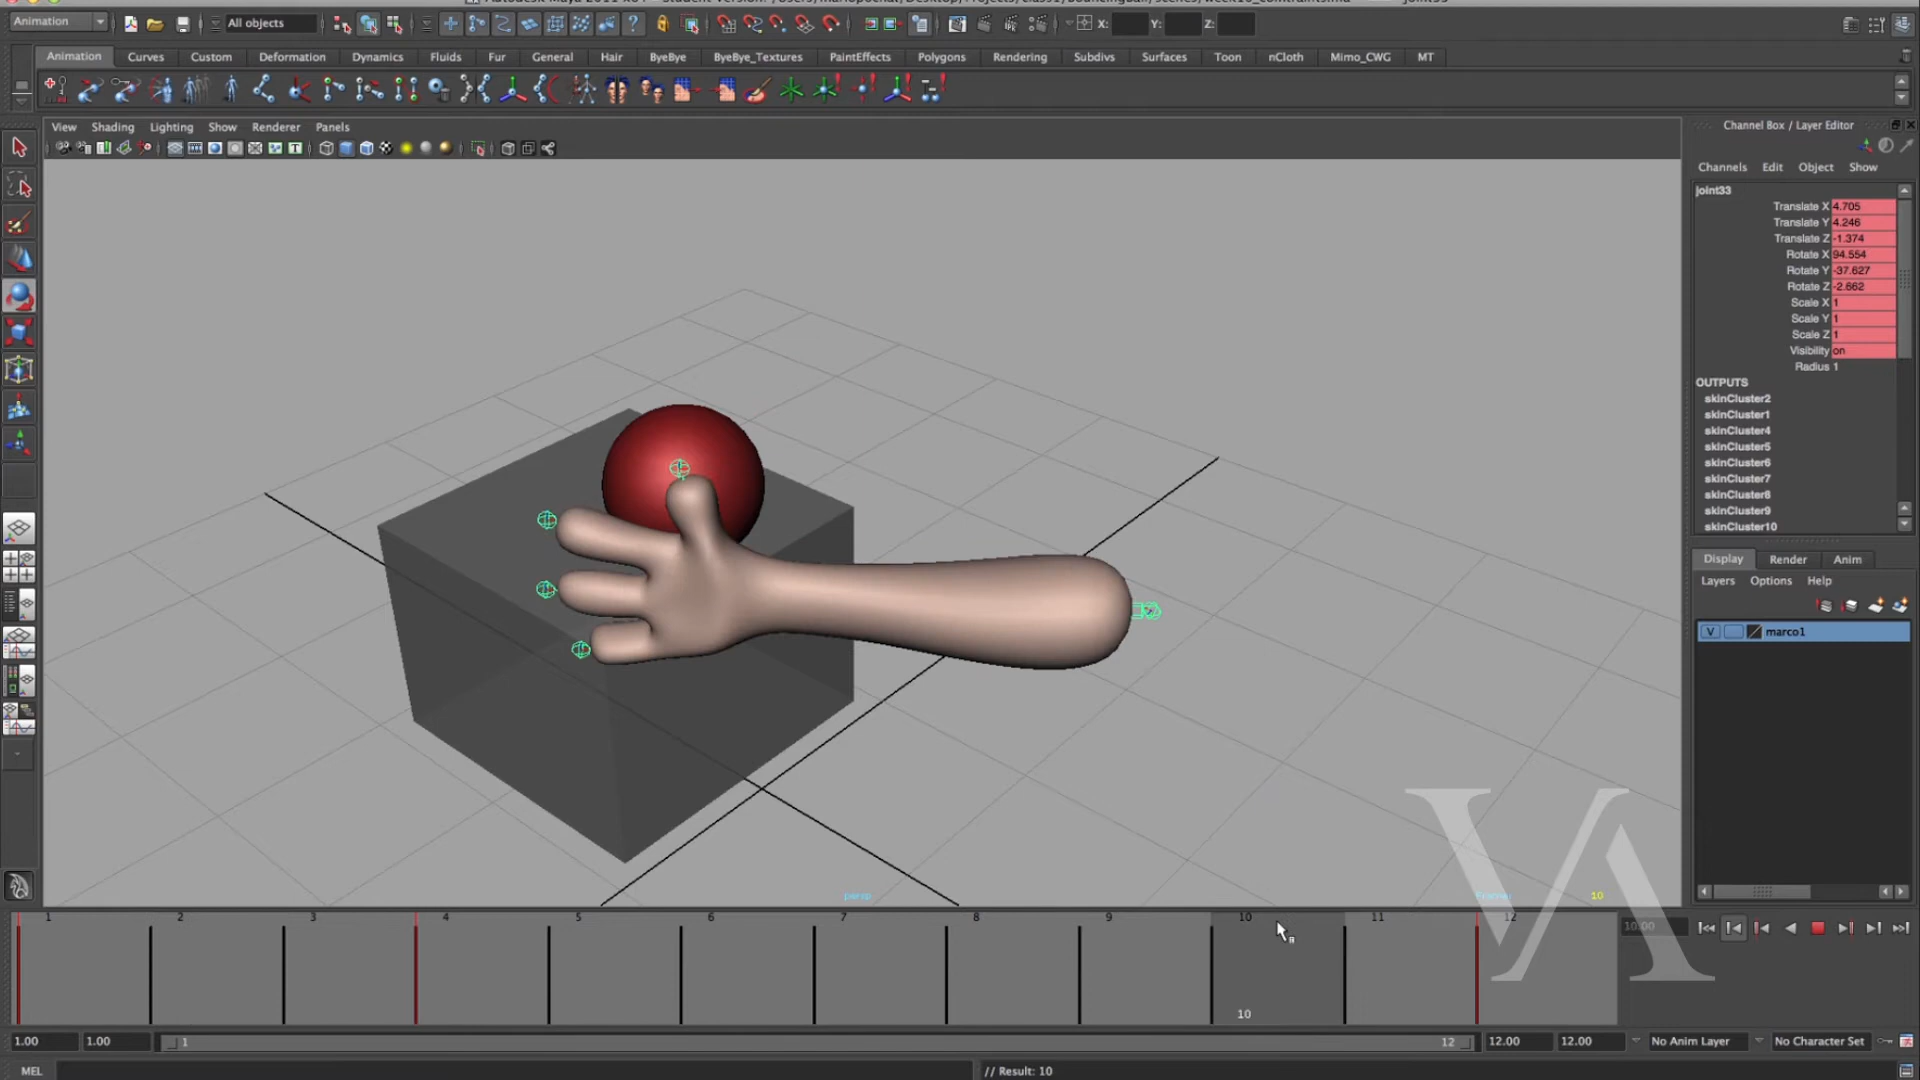 Animation
All objects
X:
Y:
Z:
Animation Curves Custom Deformation Dynamics Fluids Fur General Hair ByeBye ByeBye_Textures PaintEffects Polygons Rendering Subdivs Surfaces Toon nCloth Mimo_CWG MT
View Shading Lighting Show Renderer Panels
Channel Box / Layer Editor
Channels Edit Object Show
joint33
Translate X 4.705
Translate Y 4.246
Translate Z -1.374
Rotate X 94.554
Rotate Y -37.627
Rotate Z -2.662
Scale X 1
Scale Y 1
Scale Z 1
Visibility on
Radius 1
OUTPUTS
skinCluster2
skinCluster1
skinCluster4
skinCluster5
skinCluster6
skinCluster7
skinCluster8
skinCluster9
skinCluster10
Display Render Anim
Layers Options Help
V marco1
persp
10
VA
1 2 3 4 5 6 7 8 9 10 11 12
10.00
10
1.00 1.00 1 12 12.00 12.00 No Anim Layer No Character Set
MEL
// Result: 10